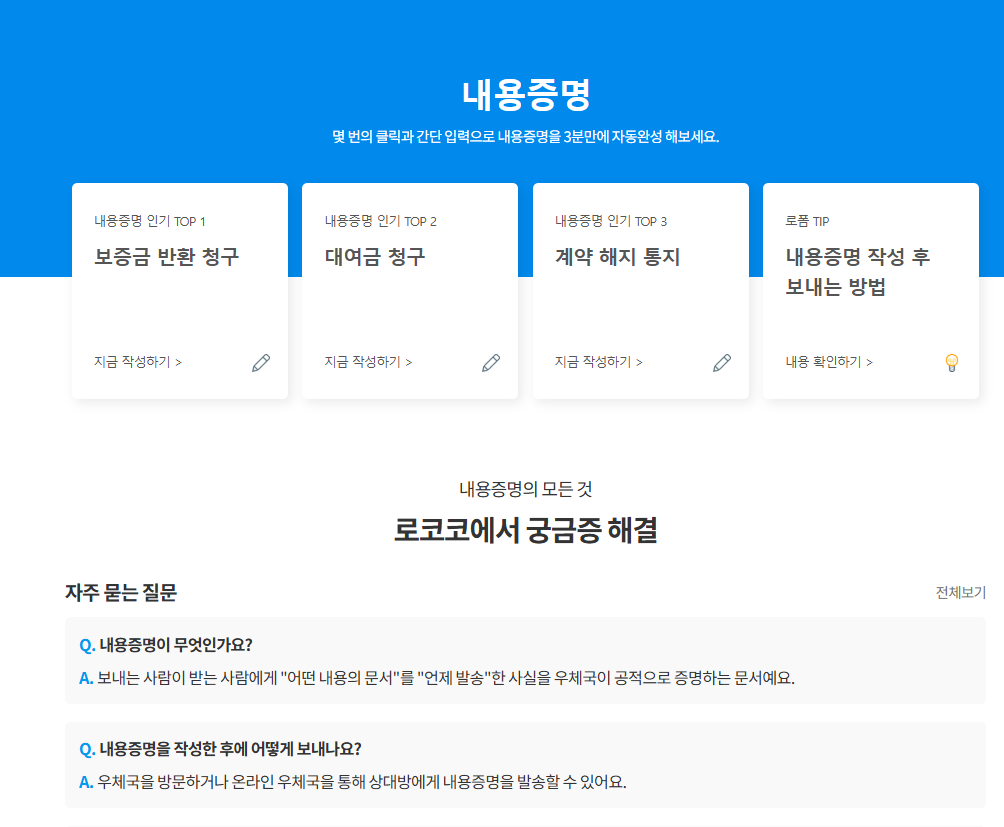 내용증명
몇 번의 클릭과 간단 입력으로 내용증명을 3분만에 자동완성 해보세요.
내용증명 인기 TOP 1
보증금 반환 청구
지금 작성하기 >
내용증명 인기 TOP 2
대여금 청구
지금 작성하기 >
내용증명 인기 TOP 3
계약 해지 통지
지금 작성하기 >
로폼 TIP
내용증명 작성 후
보내는 방법
내용 확인하기 >
내용증명의 모든 것
로코코에서 궁금증 해결
자주 묻는 질문
전체보기
Q. 내용증명이 무엇인가요?
A. 보내는 사람이 받는 사람에게 "어떤 내용의 문서"를 "언제 발송"한 사실을 우체국이 공적으로 증명하는 문서예요.
Q. 내용증명을 작성한 후에 어떻게 보내나요?
A. 우체국을 방문하거나 온라인 우체국을 통해 상대방에게 내용증명을 발송할 수 있어요.